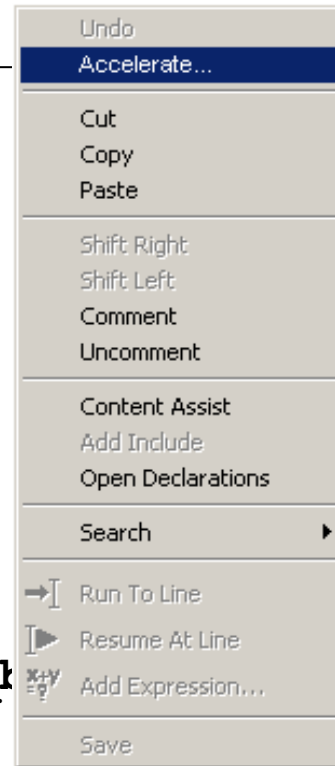 Undo
Accelerate...
Cut
Copy
Paste
Shift Right
Shift Left
Comment
Uncomment
Content Assist
Add Include
Open Declarations
Search
Run To Line
Resume At Line
x+y
=?
Add Expression...
Save